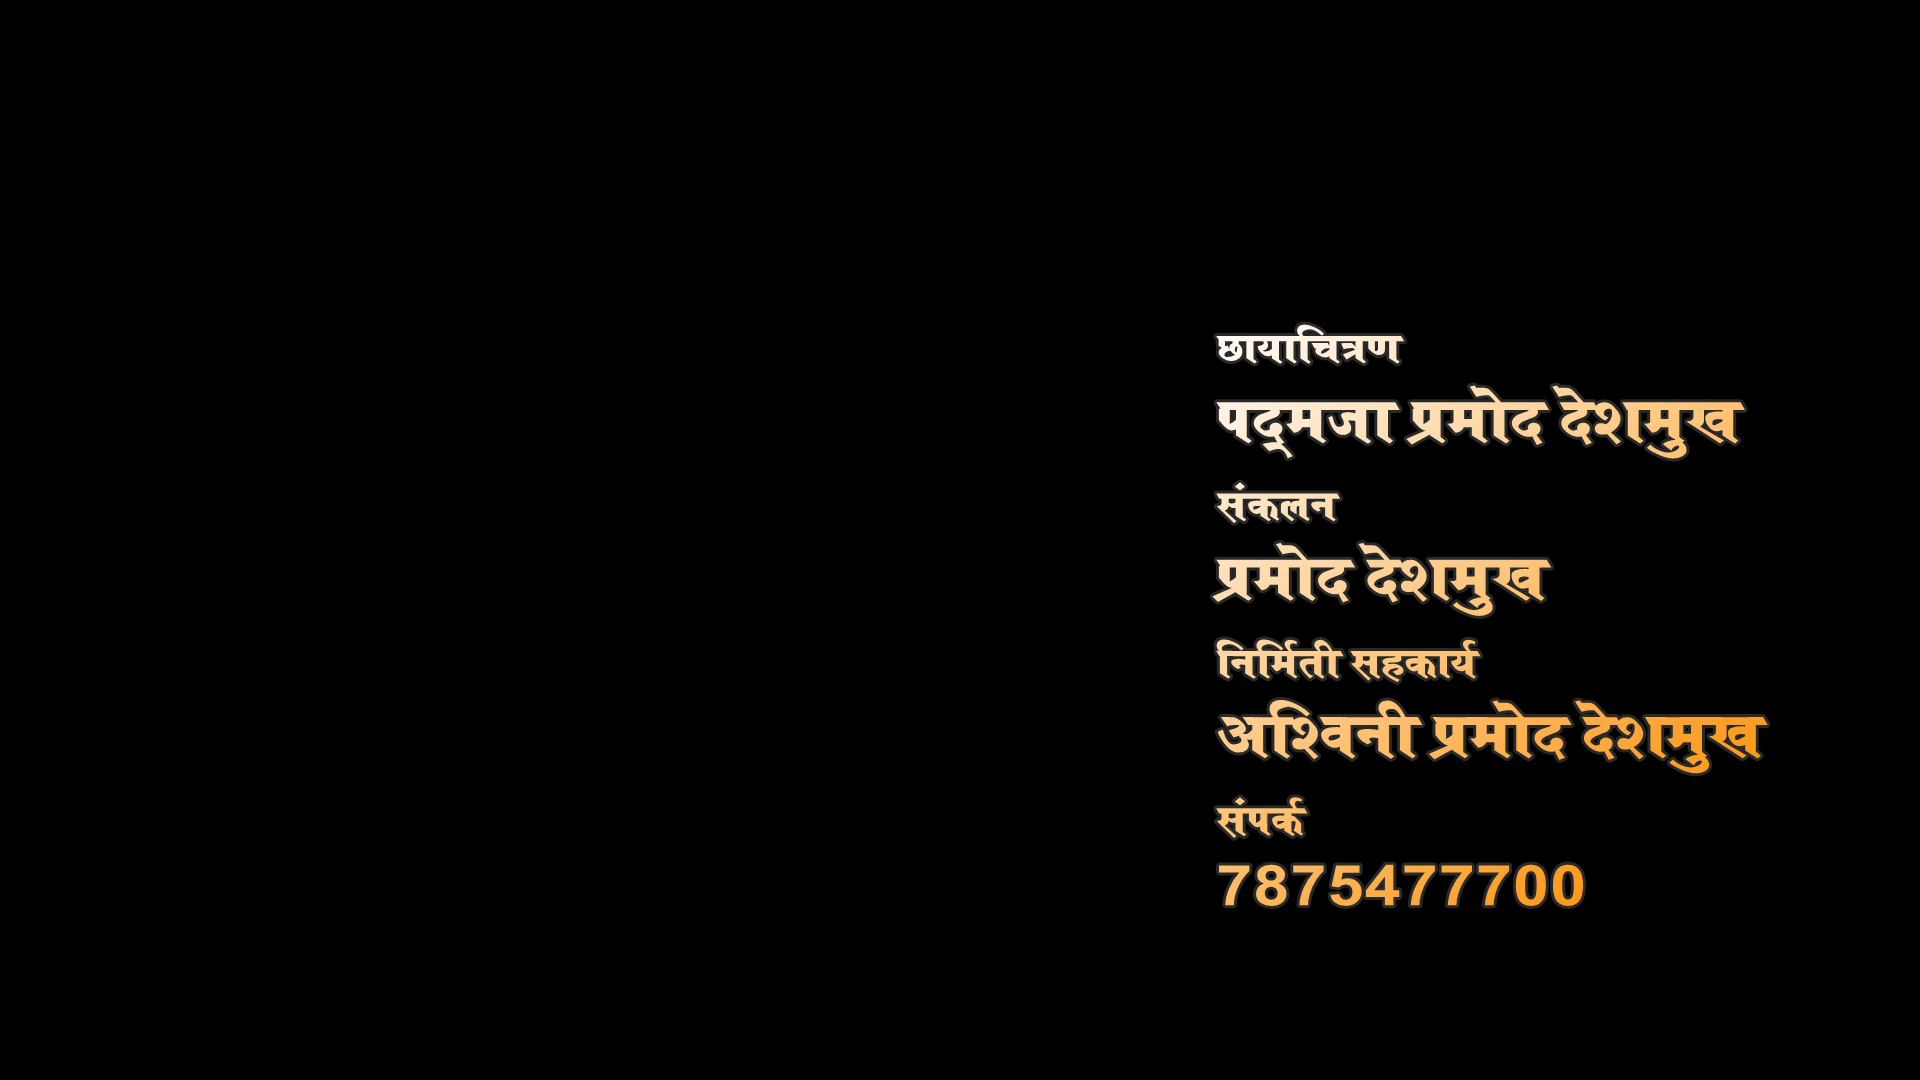 छायाचित्रण
पद्मजा प्रमोद देशमुख
संकलन
प्रमोद देशमुख
निर्मिती सहकार्य
अश्विनी प्रमोद देशमुख
संपर्क
7875477700